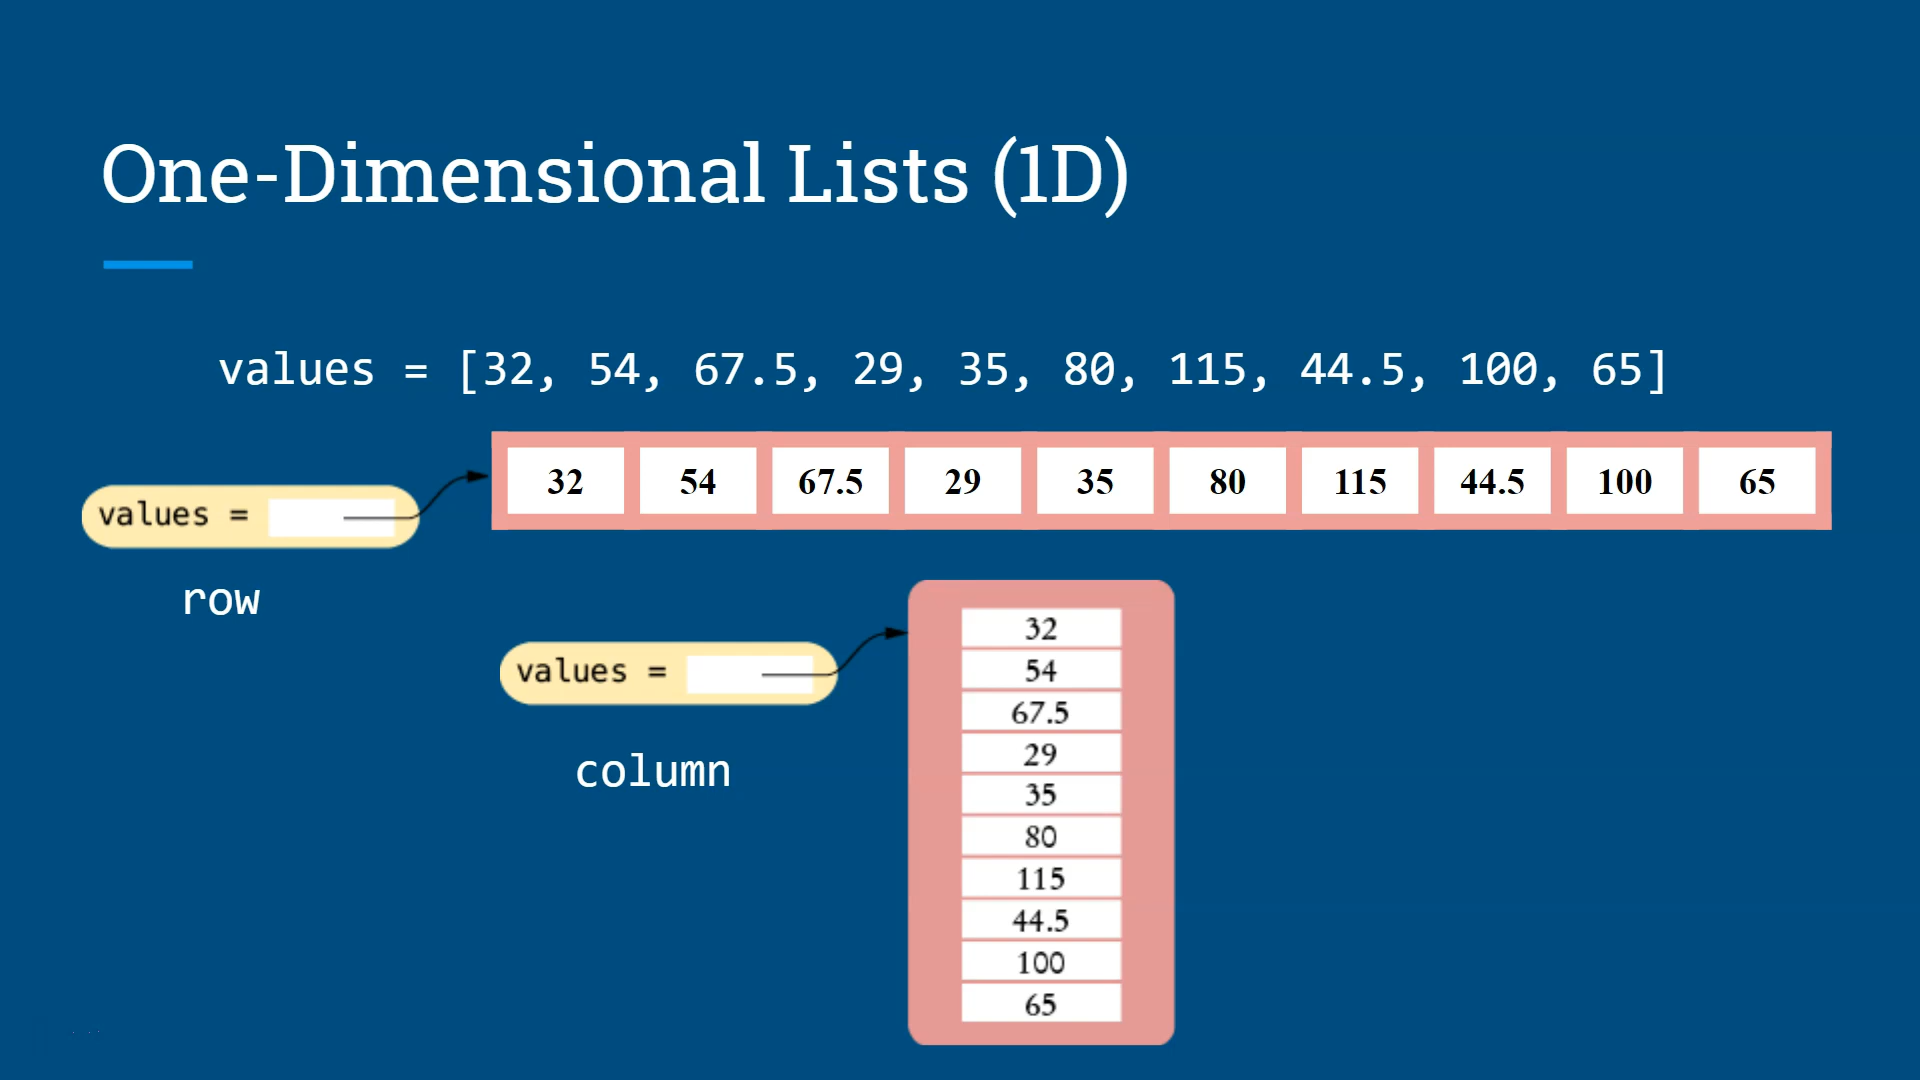 One-Dimensional Lists (1D)
values = [32, 54, 67.5, 29, 35, 80, 115, 44.5, 100, 65]
32 54 67.5 29 35 80 115 44.5 100 65
values =
row
values =
column
32
54
67.5
29
35
80
115
44.5
100
65